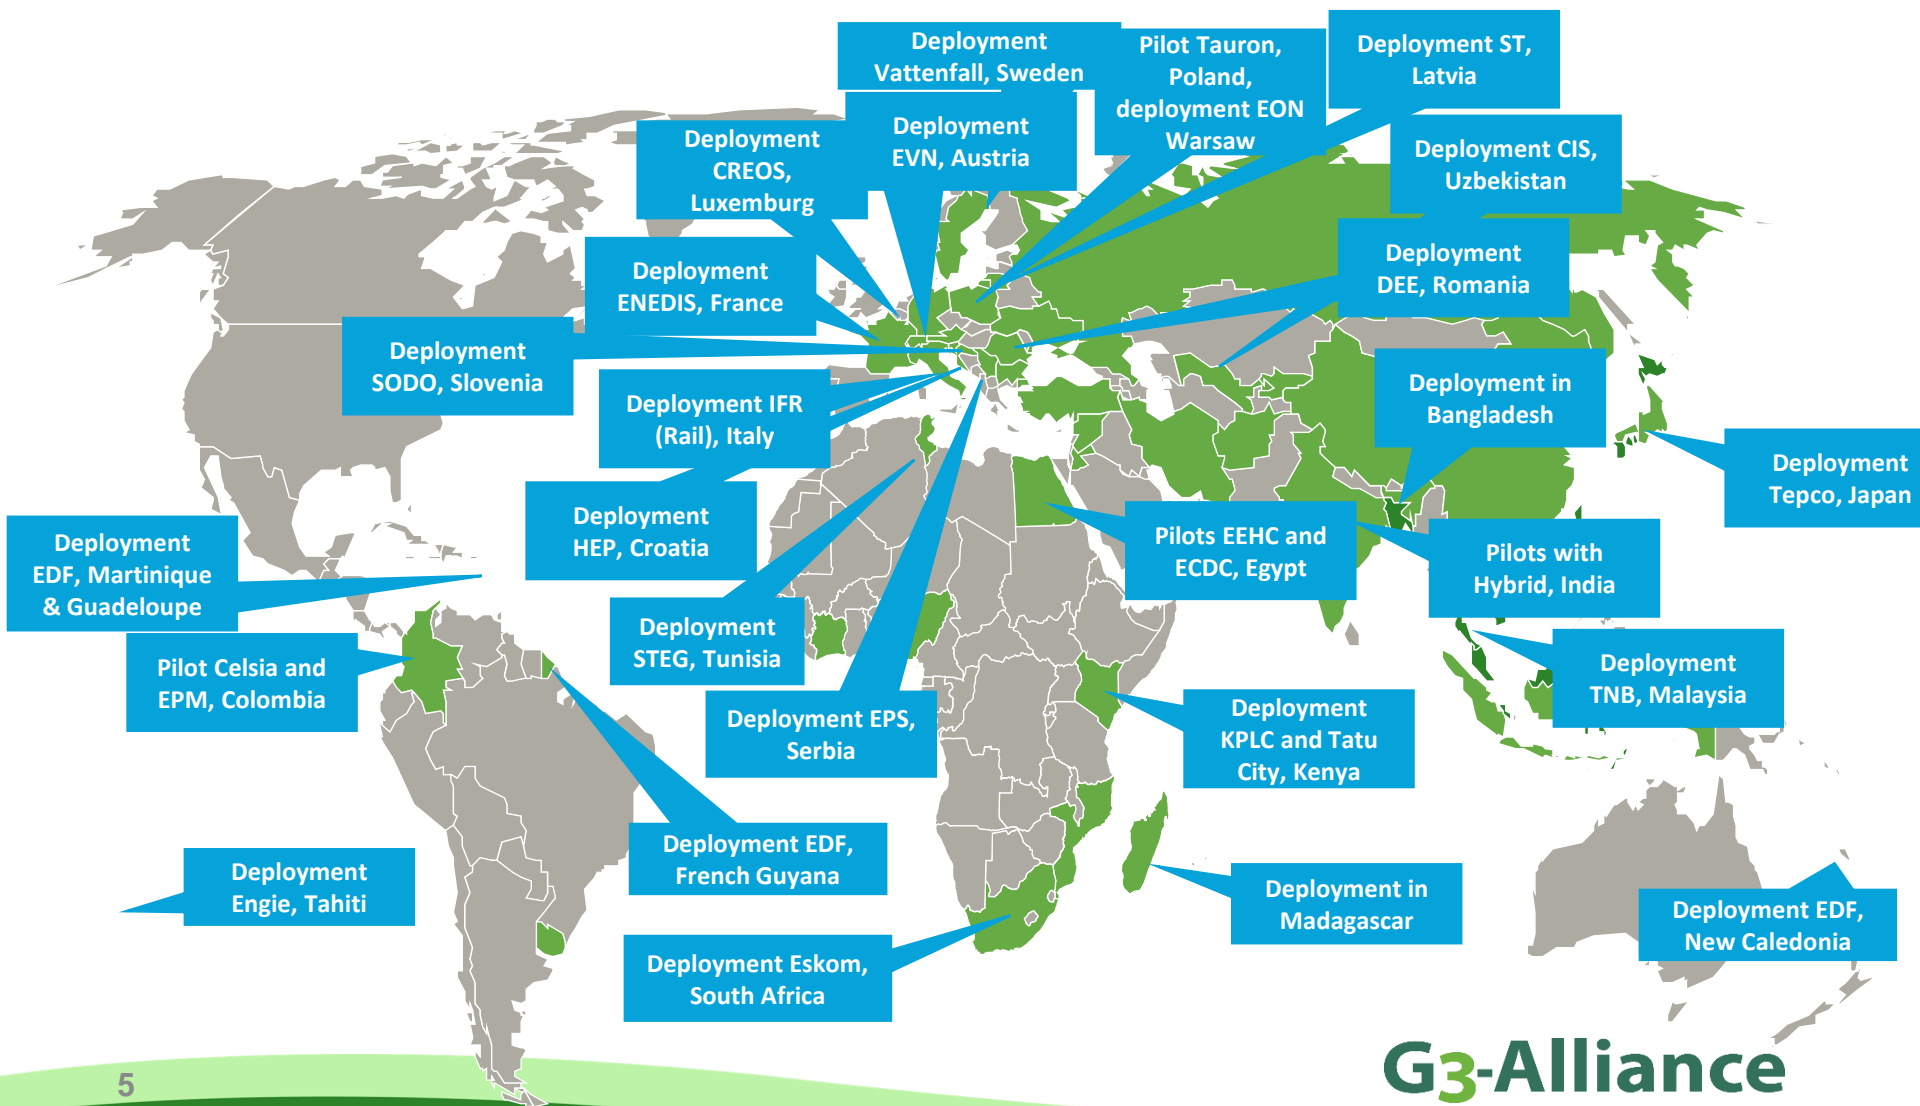 Deployment
Vattenfall, Sweden
Pilot Tauron,
Poland,
deployment EON
Warsaw
Deployment ST,
Latvia
Deployment
CREOS,
Luxemburg
Deployment
EVN, Austria
Deployment CIS,
Uzbekistan
Deployment
ENEDIS, France
Deployment
DEE, Romania
Deployment
SODO, Slovenia
Deployment IFR
(Rail), Italy
Deployment in
Bangladesh
Deployment
Tepco, Japan
Deployment
HEP, Croatia
Deployment
EDF, Martinique
& Guadeloupe
Pilots EEHC and
ECDC, Egypt
Pilots with
Hybrid, India
Deployment
STEG, Tunisia
Pilot Celsia and
EPM, Colombia
Deployment
TNB, Malaysia
Deployment EPS,
Serbia
Deployment
KPLC and Tatu
City, Kenya
Deployment EDF,
French Guyana
Deployment
Engie, Tahiti
Deployment in
Madagascar
Deployment EDF,
New Caledonia
Deployment Eskom,
South Africa
5
G3-Alliance